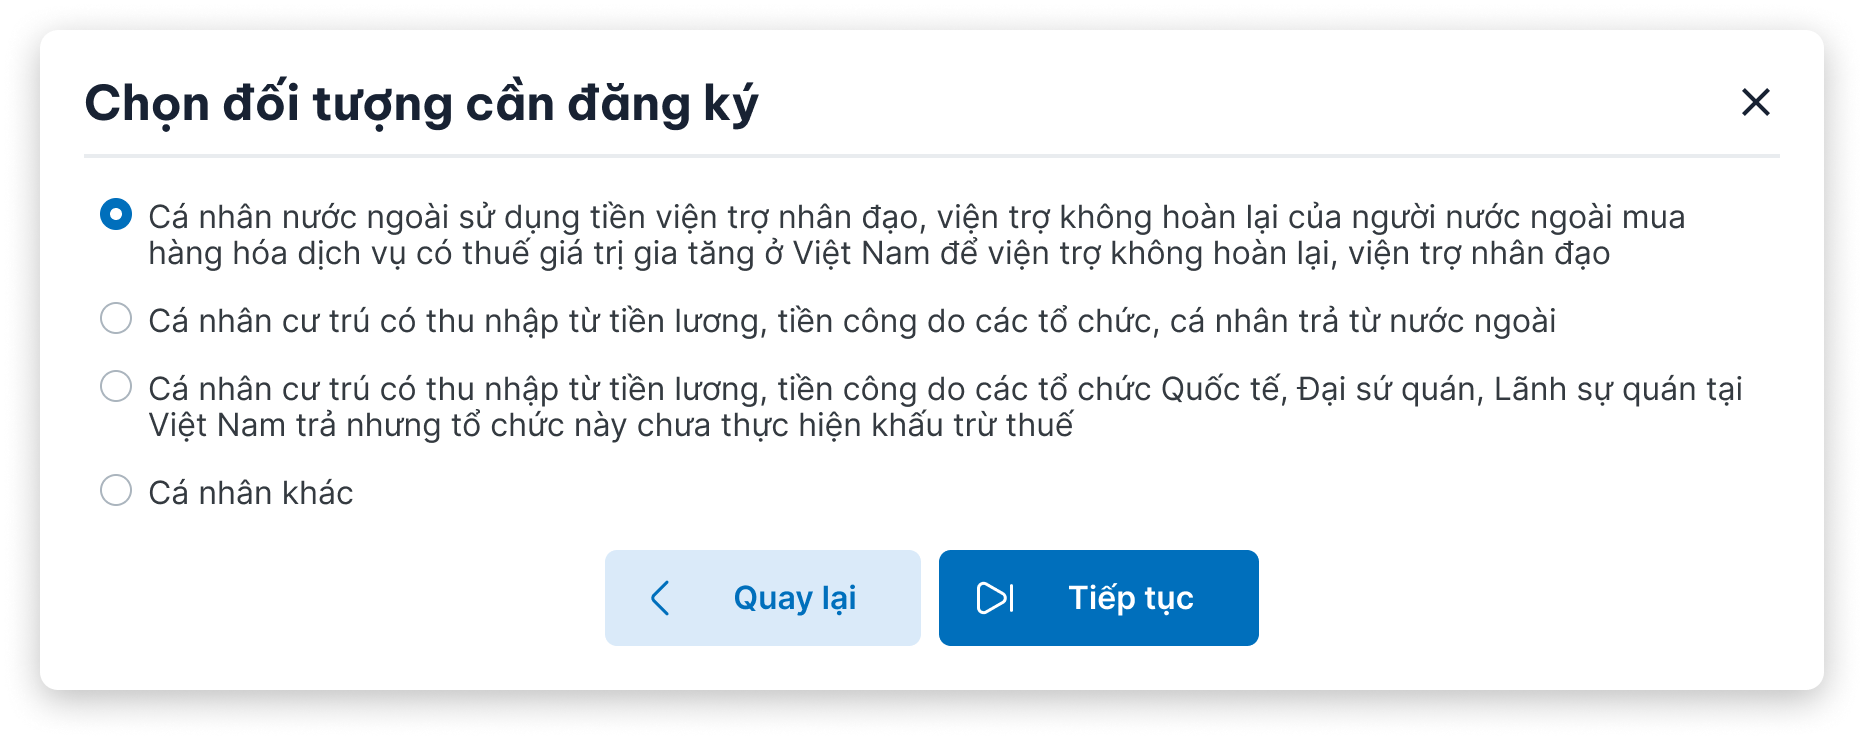 Chọn đối tượng cần đăng ký
Cá nhân nước ngoài sử dụng tiền viện trợ nhân đạo, viện trợ không hoàn lại của người nước ngoài mua
hàng hóa dịch vụ có thuế giá trị gia tăng ở Việt Nam để viện trợ không hoàn lại, viện trợ nhân đạo
Cá nhân cư trú có thu nhập từ tiền lương, tiền công do các tổ chức, cá nhân trả từ nước ngoài
Cá nhân cư trú có thu nhập từ tiền lương, tiền công do các tổ chức Quốc tế, Đại sứ quán, Lãnh sự quán tại
Việt Nam trả nhưng tổ chức này chưa thực hiện khấu trừ thuế
Cá nhân khác
Quay lại
Tiếp tục